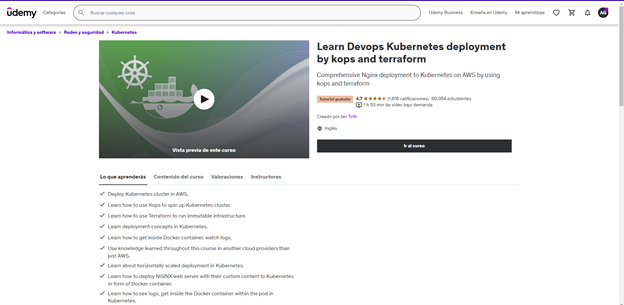 udemy
Categorías
Buscar cualquier cosa
Udemy Business
Enseña en Udemy
Mi aprendizaje
AG
Informática y software > Redes y seguridad > Kubernetes
Vista previa de este curso
Learn Devops Kubernetes deployment
by kops and terraform
Comprehensive Nginx deployment to Kubernetes on AWS by using
kops and terraform
Tutorial gratuito 4,7 (1.616 calificaciones) 60.384 estudiantes
1 h 53 min de vídeo bajo demanda
Creado por Jan Toth
Inglés
Ir al curso
Lo que aprenderás
Contenido del curso
Valoraciones
Instructores
Deploy Kubernetes cluster in AWS.
Learn how to use Kops to spin up Kubernetes cluster.
Learn how to use Terraform to run immutable infrastructure.
Learn deployment concepts in Kubernetes.
Learn how to get inside Docker container, watch logs.
Use knowledge learned throughout this course in another cloud providers than
just AWS.
Learn about horizontally scaled deployment in Kubernetes.
Learn how to deploy NGINX web server with their custom content to Kubernetes
in form of Docker container.
Learn how to see logs, get inside the Docker container within the pod in
Kubernetes.